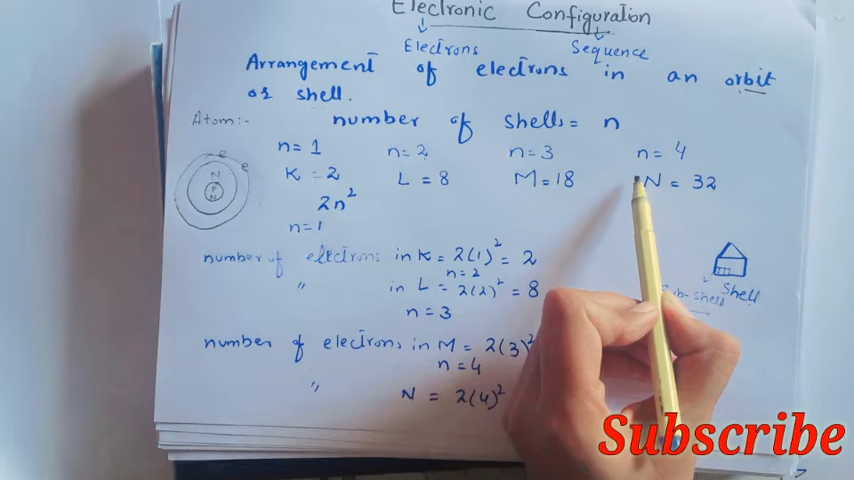 Electronic Configuration
Electrons Sequence
Arrangement of electrons in an orbit
or shell.
Atom:- number of shells = n
n=1 n=2 n=3 n=4
K = 2 L = 8 M=18 N = 32
2n²
n=1
e e
N
P
N
number of electrons in K = 2(1)² = 2
n=2
" in L = 2(2)² = 8
n=3
number of electrons in M = 2(3)²
n=4
" N = 2(4)²
Sub-shell Shell
Subscribe